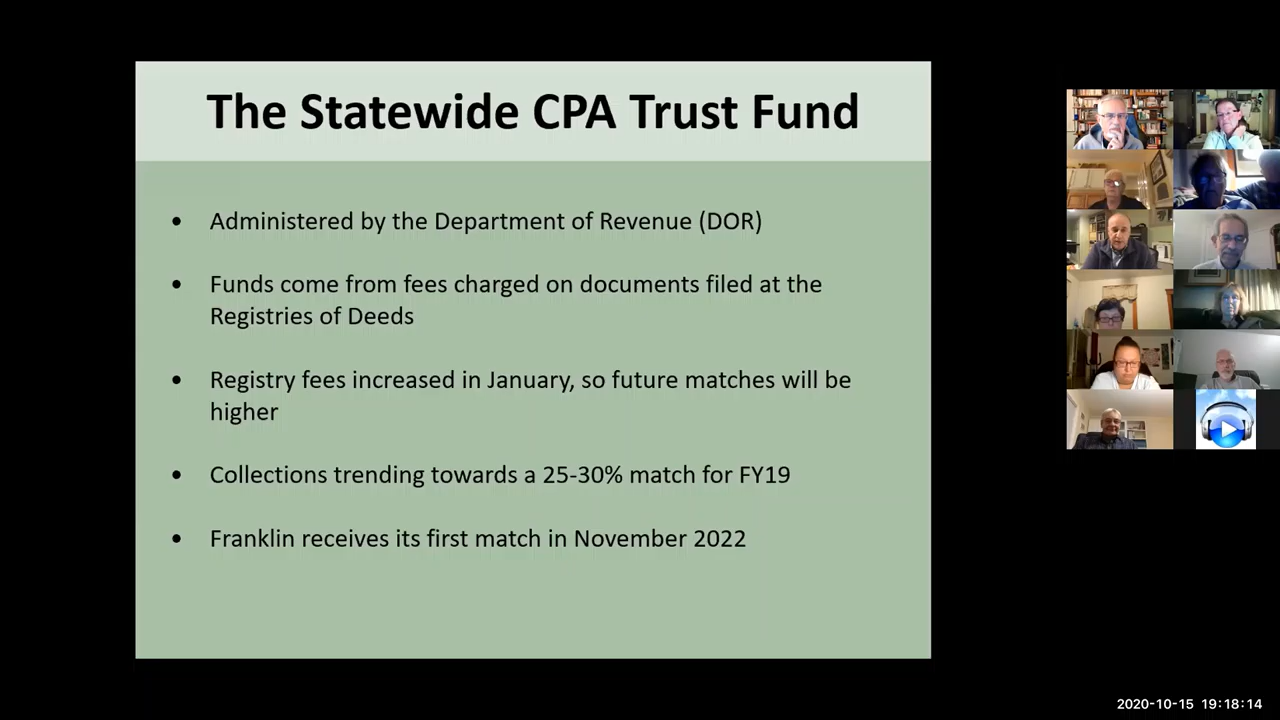 The Statewide CPA Trust Fund
• Administered by the Department of Revenue (DOR)
• Funds come from fees charged on documents filed at the
Registries of Deeds
• Registry fees increased in January, so future matches will be
higher
• Collections trending towards a 25-30% match for FY19
• Franklin receives its first match in November 2022
2020-10-15 19:18:14